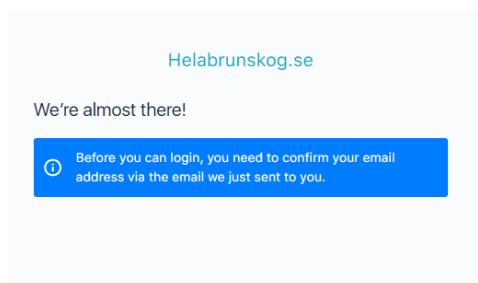 Helabrunskog.se
We're almost there!
Before you can login, you need to confirm your email
address via the email we just sent to you.